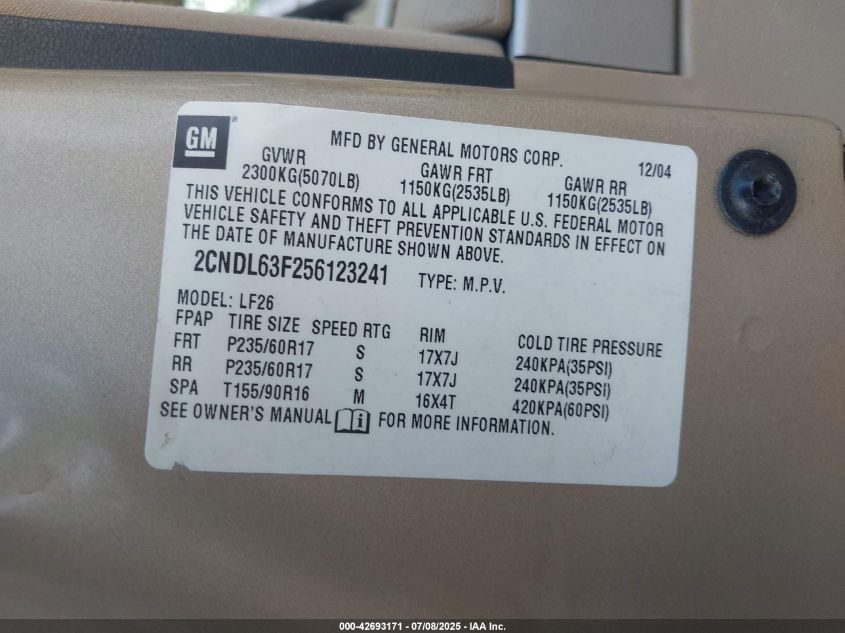 GM
MFD BY GENERAL MOTORS CORP. 12/04
GVWR GAWR FRT GAWR RR
2300KG(5070LB) 1150KG(2535LB) 1150KG(2535LB)
THIS VEHICLE CONFORMS TO ALL APPLICABLE U.S. FEDERAL MOTOR
VEHICLE SAFETY AND THEFT PREVENTION STANDARDS IN EFFECT ON
THE DATE OF MANUFACTURE SHOWN ABOVE.
2CNDL63F256123241 TYPE: M.P.V.
MODEL: LF26
FPAP TIRE SIZE SPEED RTG RIM COLD TIRE PRESSURE
FRT P235/60R17 S 17X7J 240KPA(35PSI)
RR P235/60R17 S 17X7J 240KPA(35PSI)
SPA T155/90R16 M 16X4T 420KPA(60PSI)
SEE OWNER'S MANUAL FOR MORE INFORMATION.
000-42693171 - 07/08/2025 - IAA Inc.